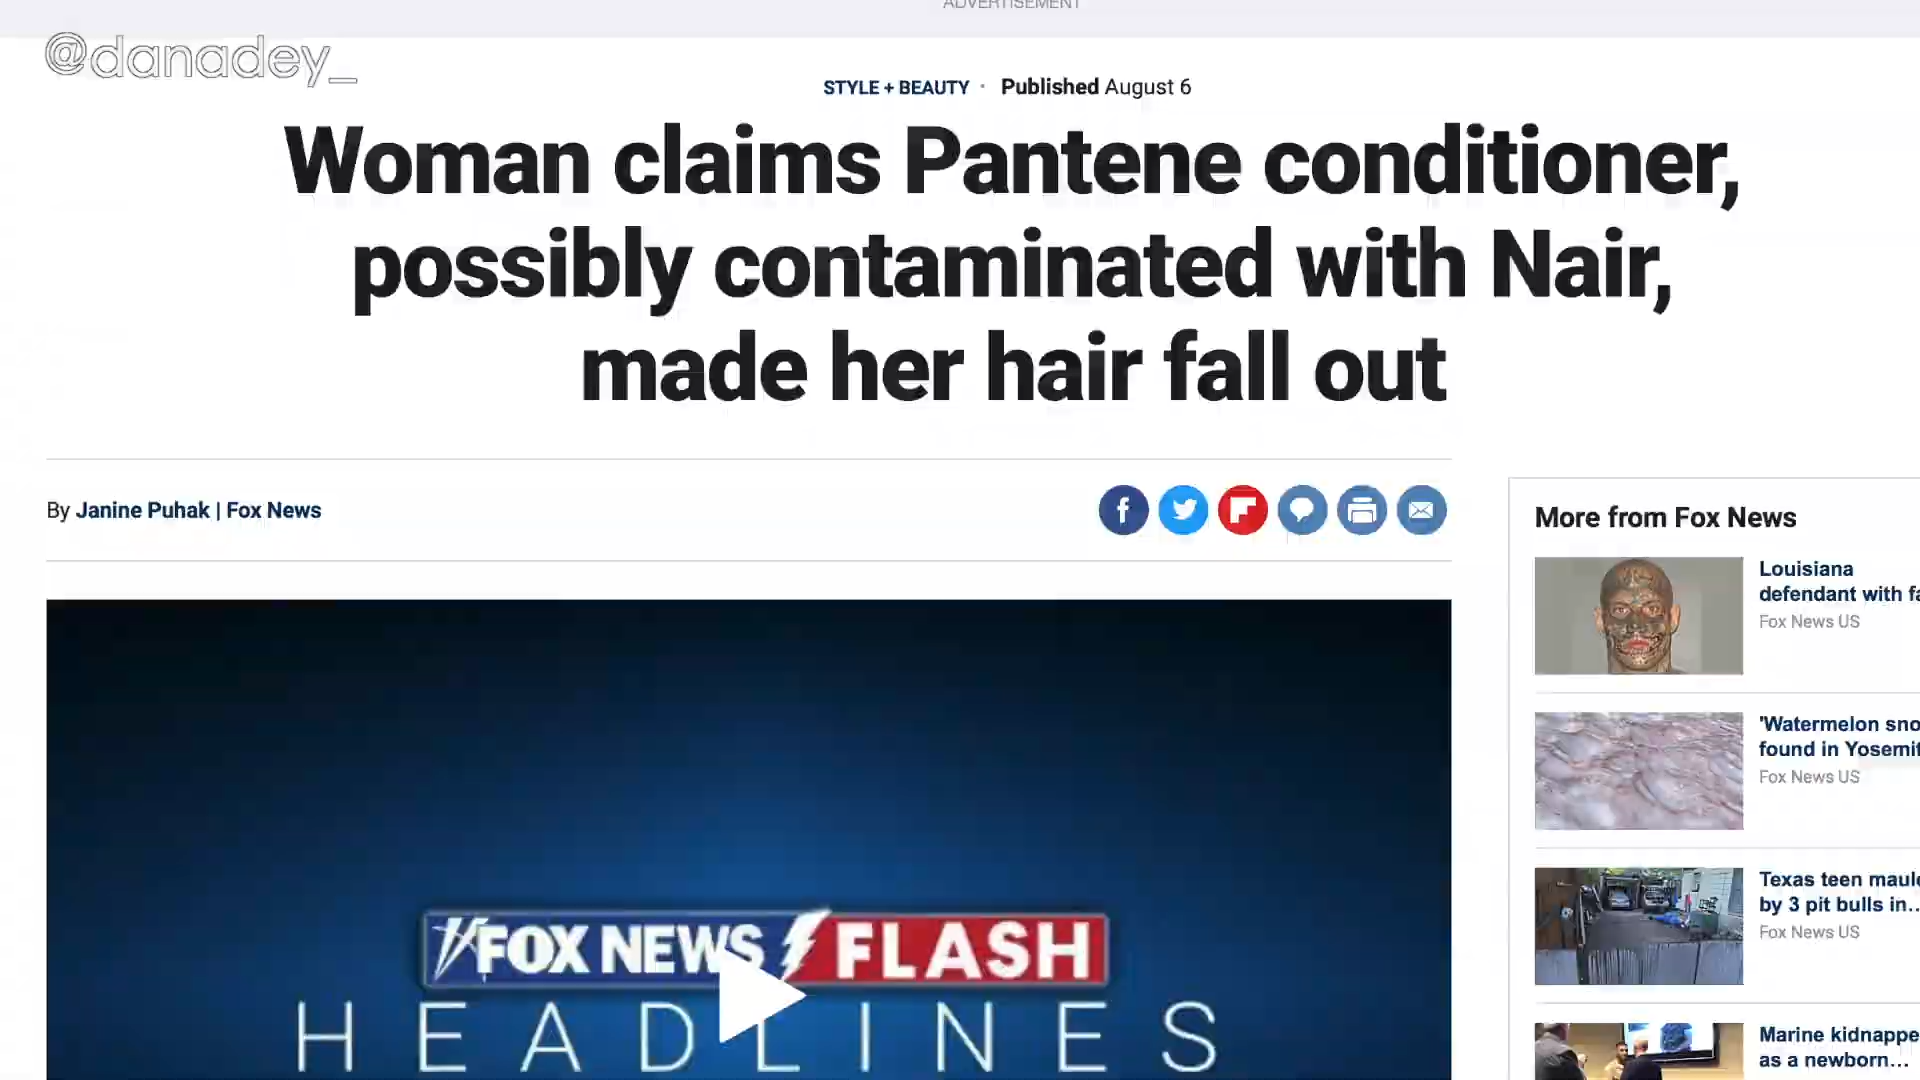 ADVERTISEMENT
@danadey_
STYLE + BEAUTY · Published August 6
Woman claims Pantene conditioner,
possibly contaminated with Nair,
made her hair fall out
By Janine Puhak | Fox News
More from Fox News
Louisiana
defendant with fa
Fox News US
'Watermelon sno
found in Yosemit
Fox News US
Texas teen maule
by 3 pit bulls in...
Fox News US
Marine kidnappe
as a newborn...
FOX NEWS FLASH
HEADLINES